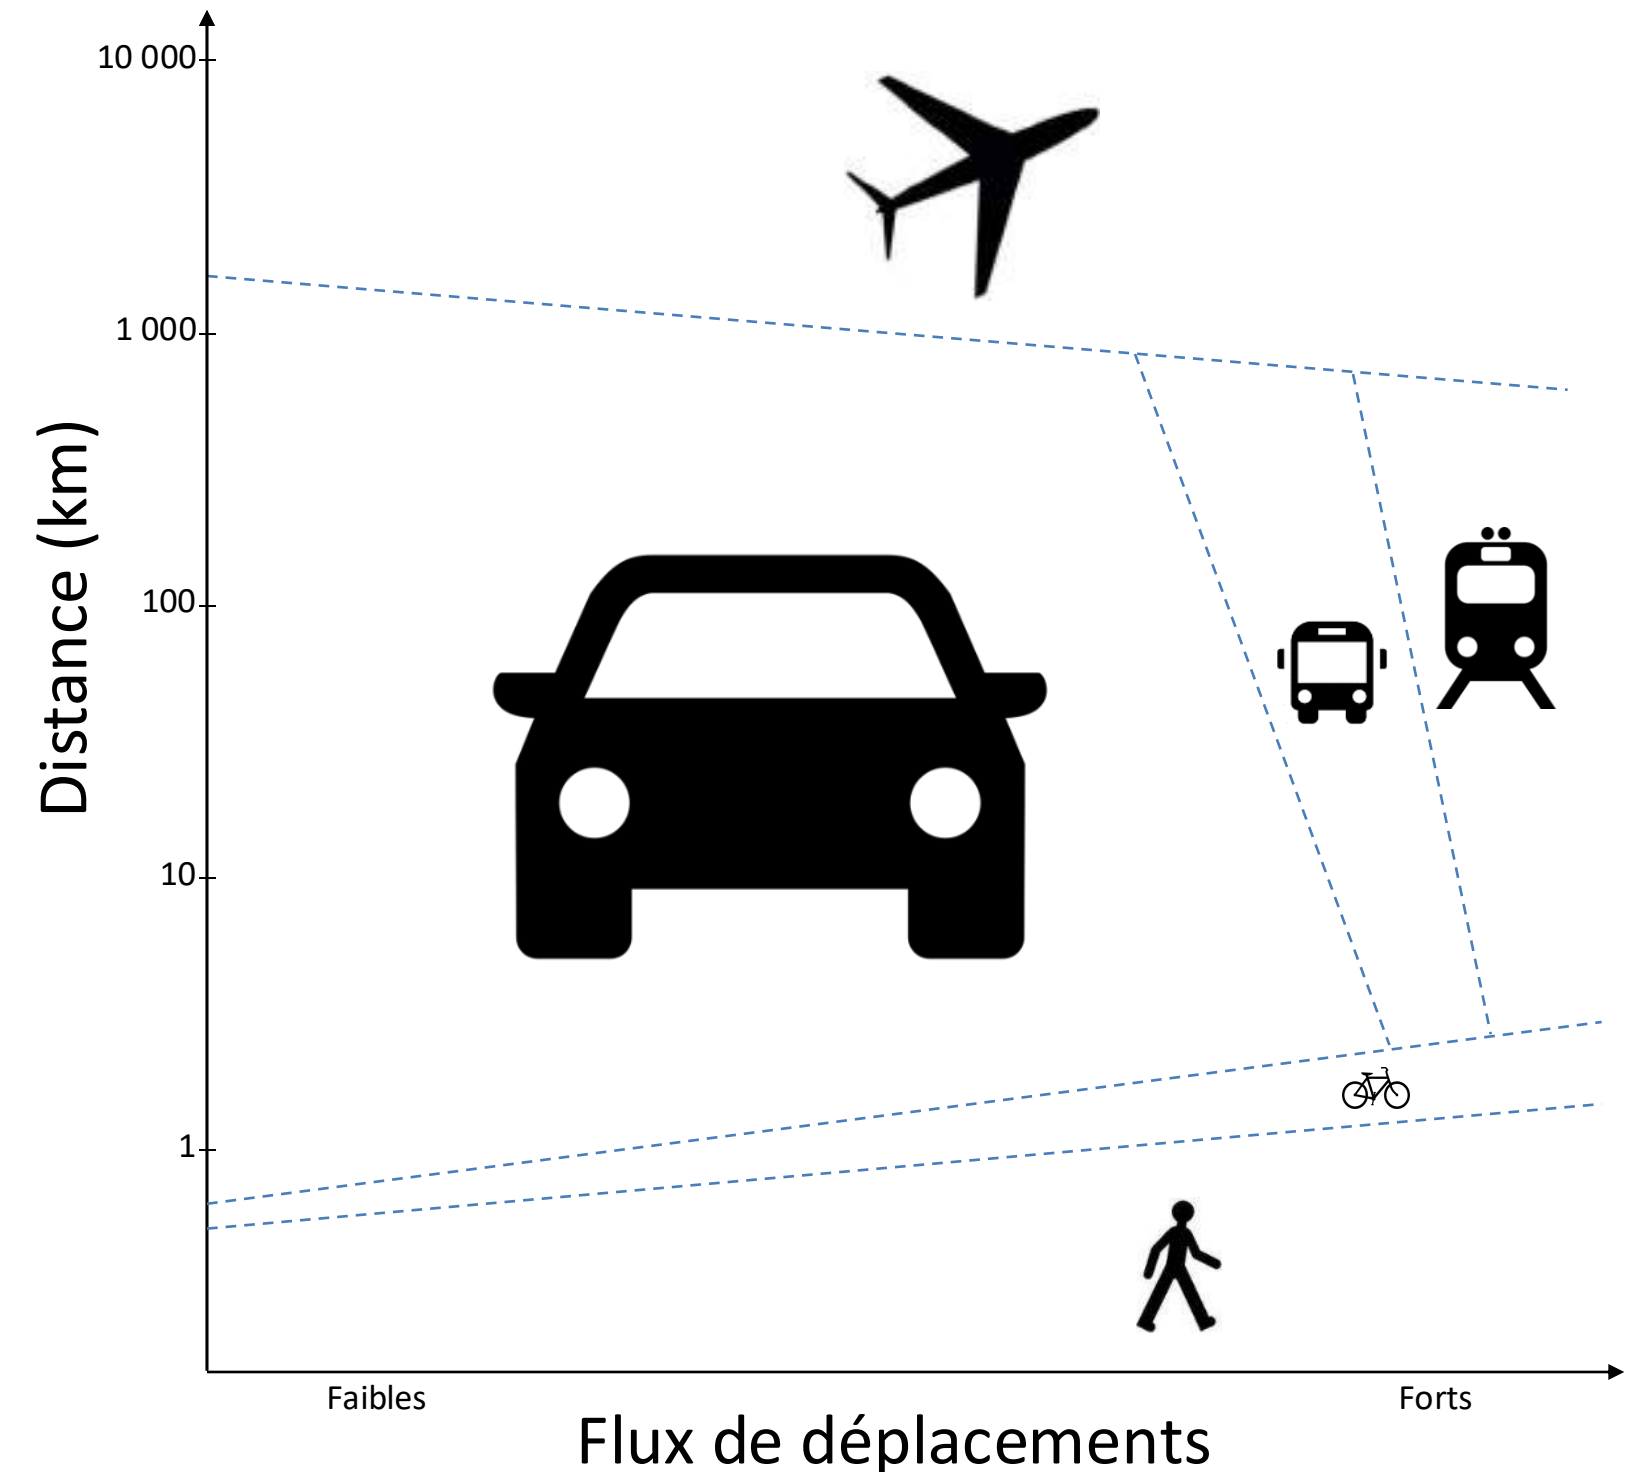 10 000
1 000
100
10
1
Distance (km)
Faibles
Forts
Flux de déplacements